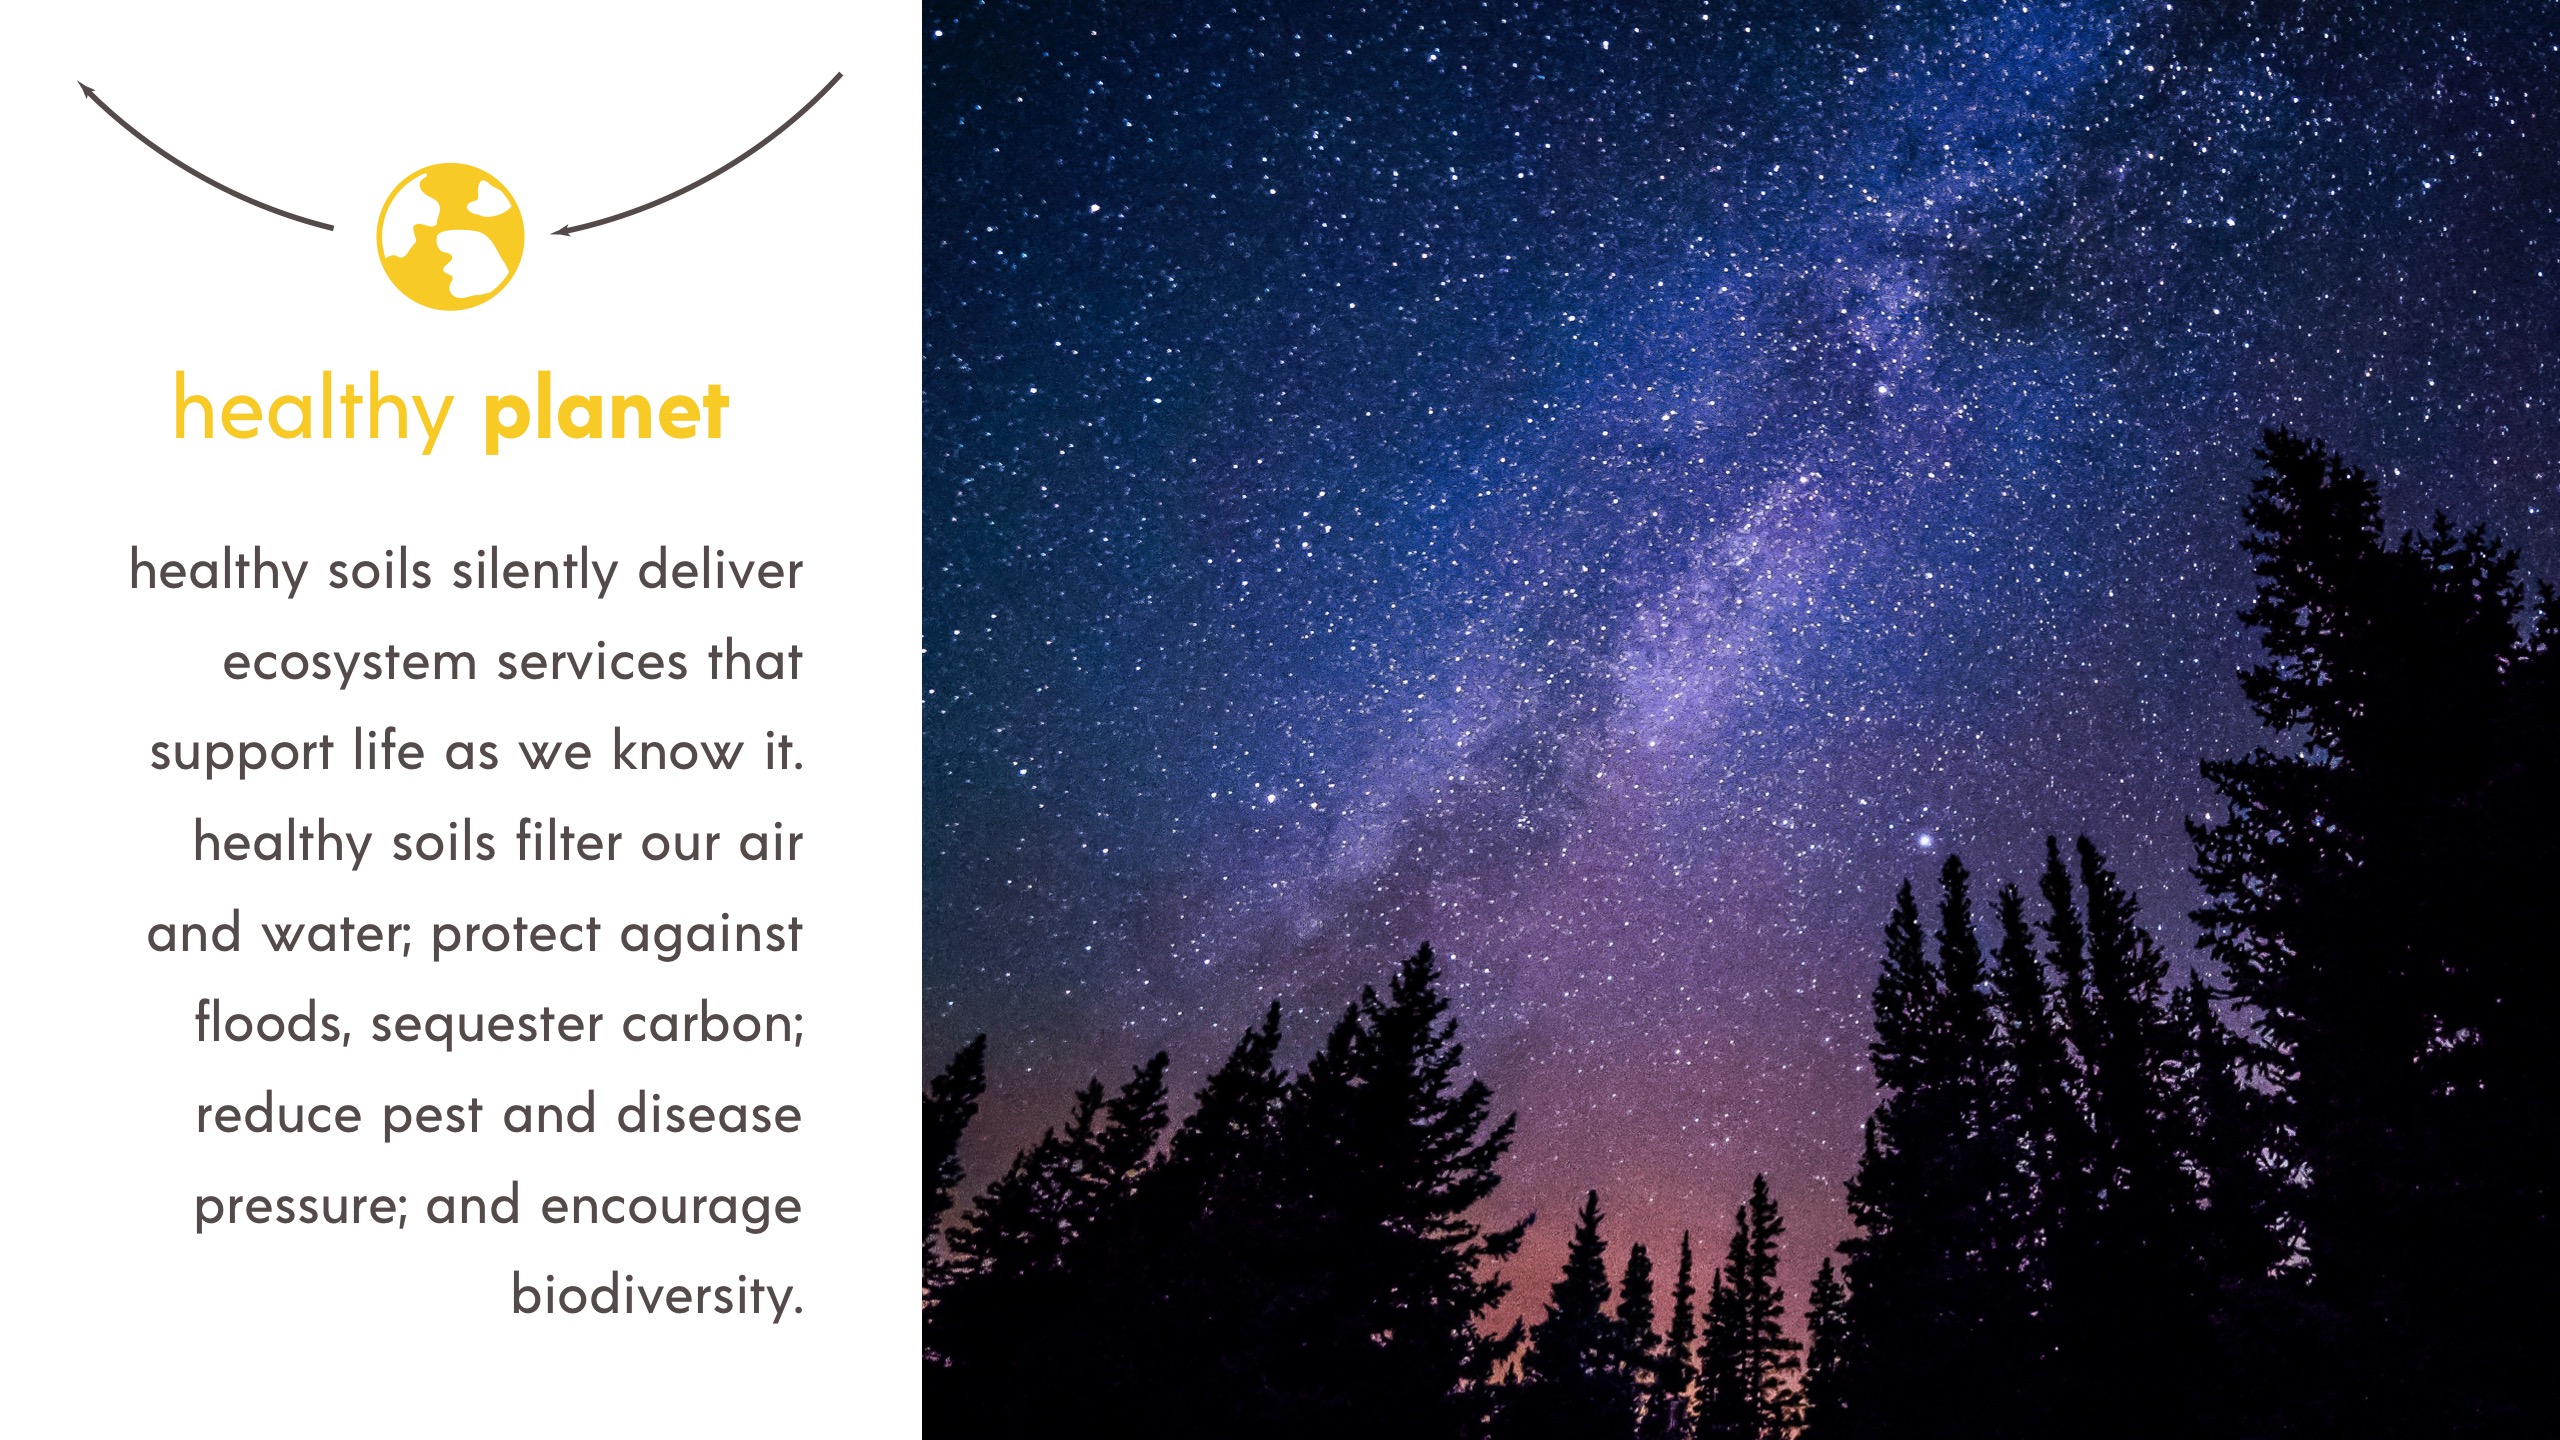 healthy planet
healthy soils silently deliver
ecosystem services that
support life as we know it.
healthy soils filter our air
and water; protect against
floods, sequester carbon;
reduce pest and disease
pressure; and encourage
biodiversity.